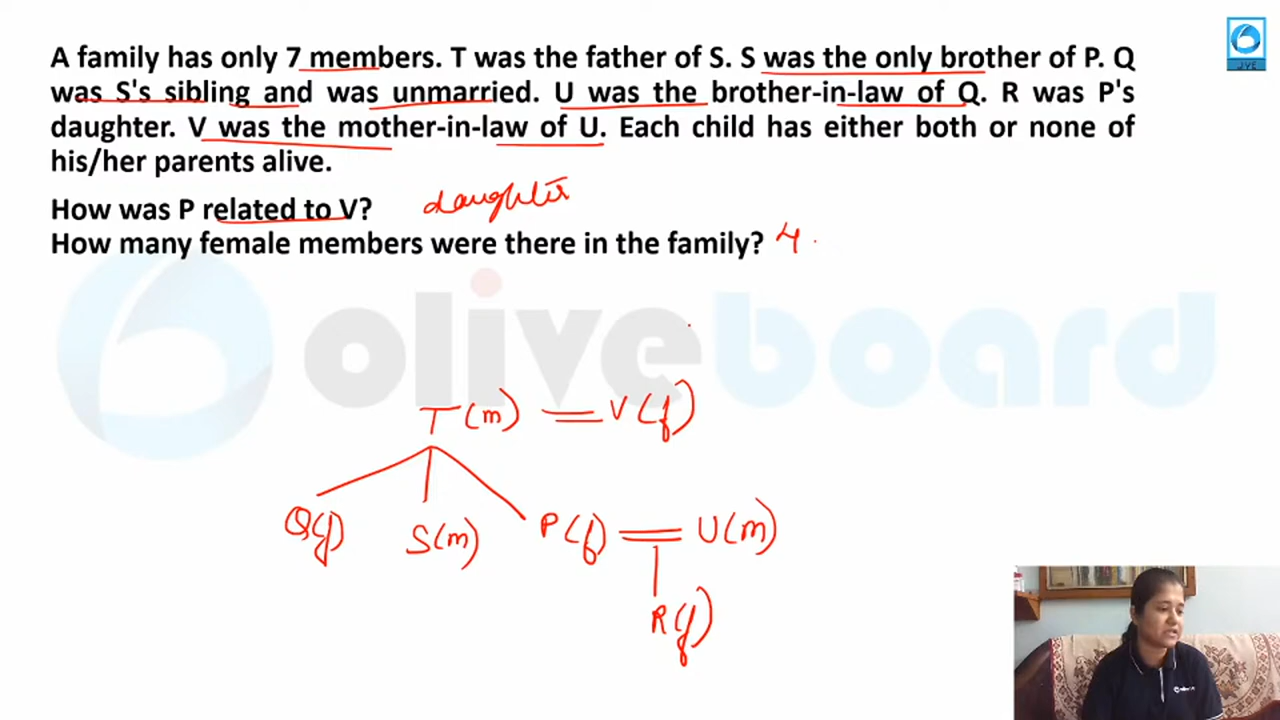 A family has only 7 members. T was the father of S. S was the only brother of P. Q
was S's sibling and was unmarried. U was the brother-in-law of Q. R was P's
daughter. V was the mother-in-law of U. Each child has either both or none of
his/her parents alive.
How was P related to V? daughter
How many female members were there in the family? 4
oliveboard
T(m) = V(f)
Q(f) S(m) P(f) = U(m)
R(f)